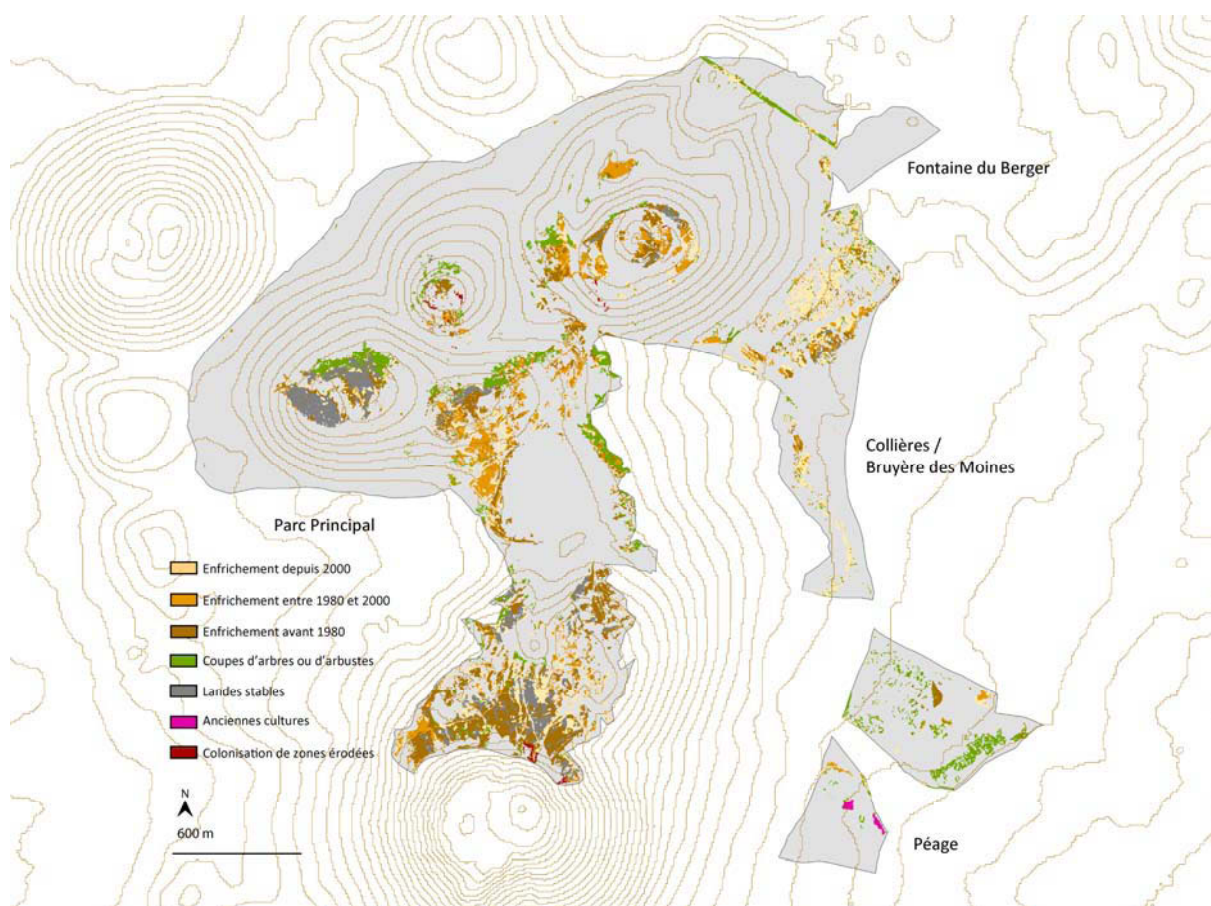 Fontaine du Berger
Collières /
Bruyère des Moines
Parc Principal
Enfrichement depuis 2000
Enfrichement entre 1980 et 2000
Enfrichement avant 1980
Coupes d'arbres ou d'arbustes
Landes stables
Anciennes cultures
Colonisation de zones érodées
N
600 m
Péage